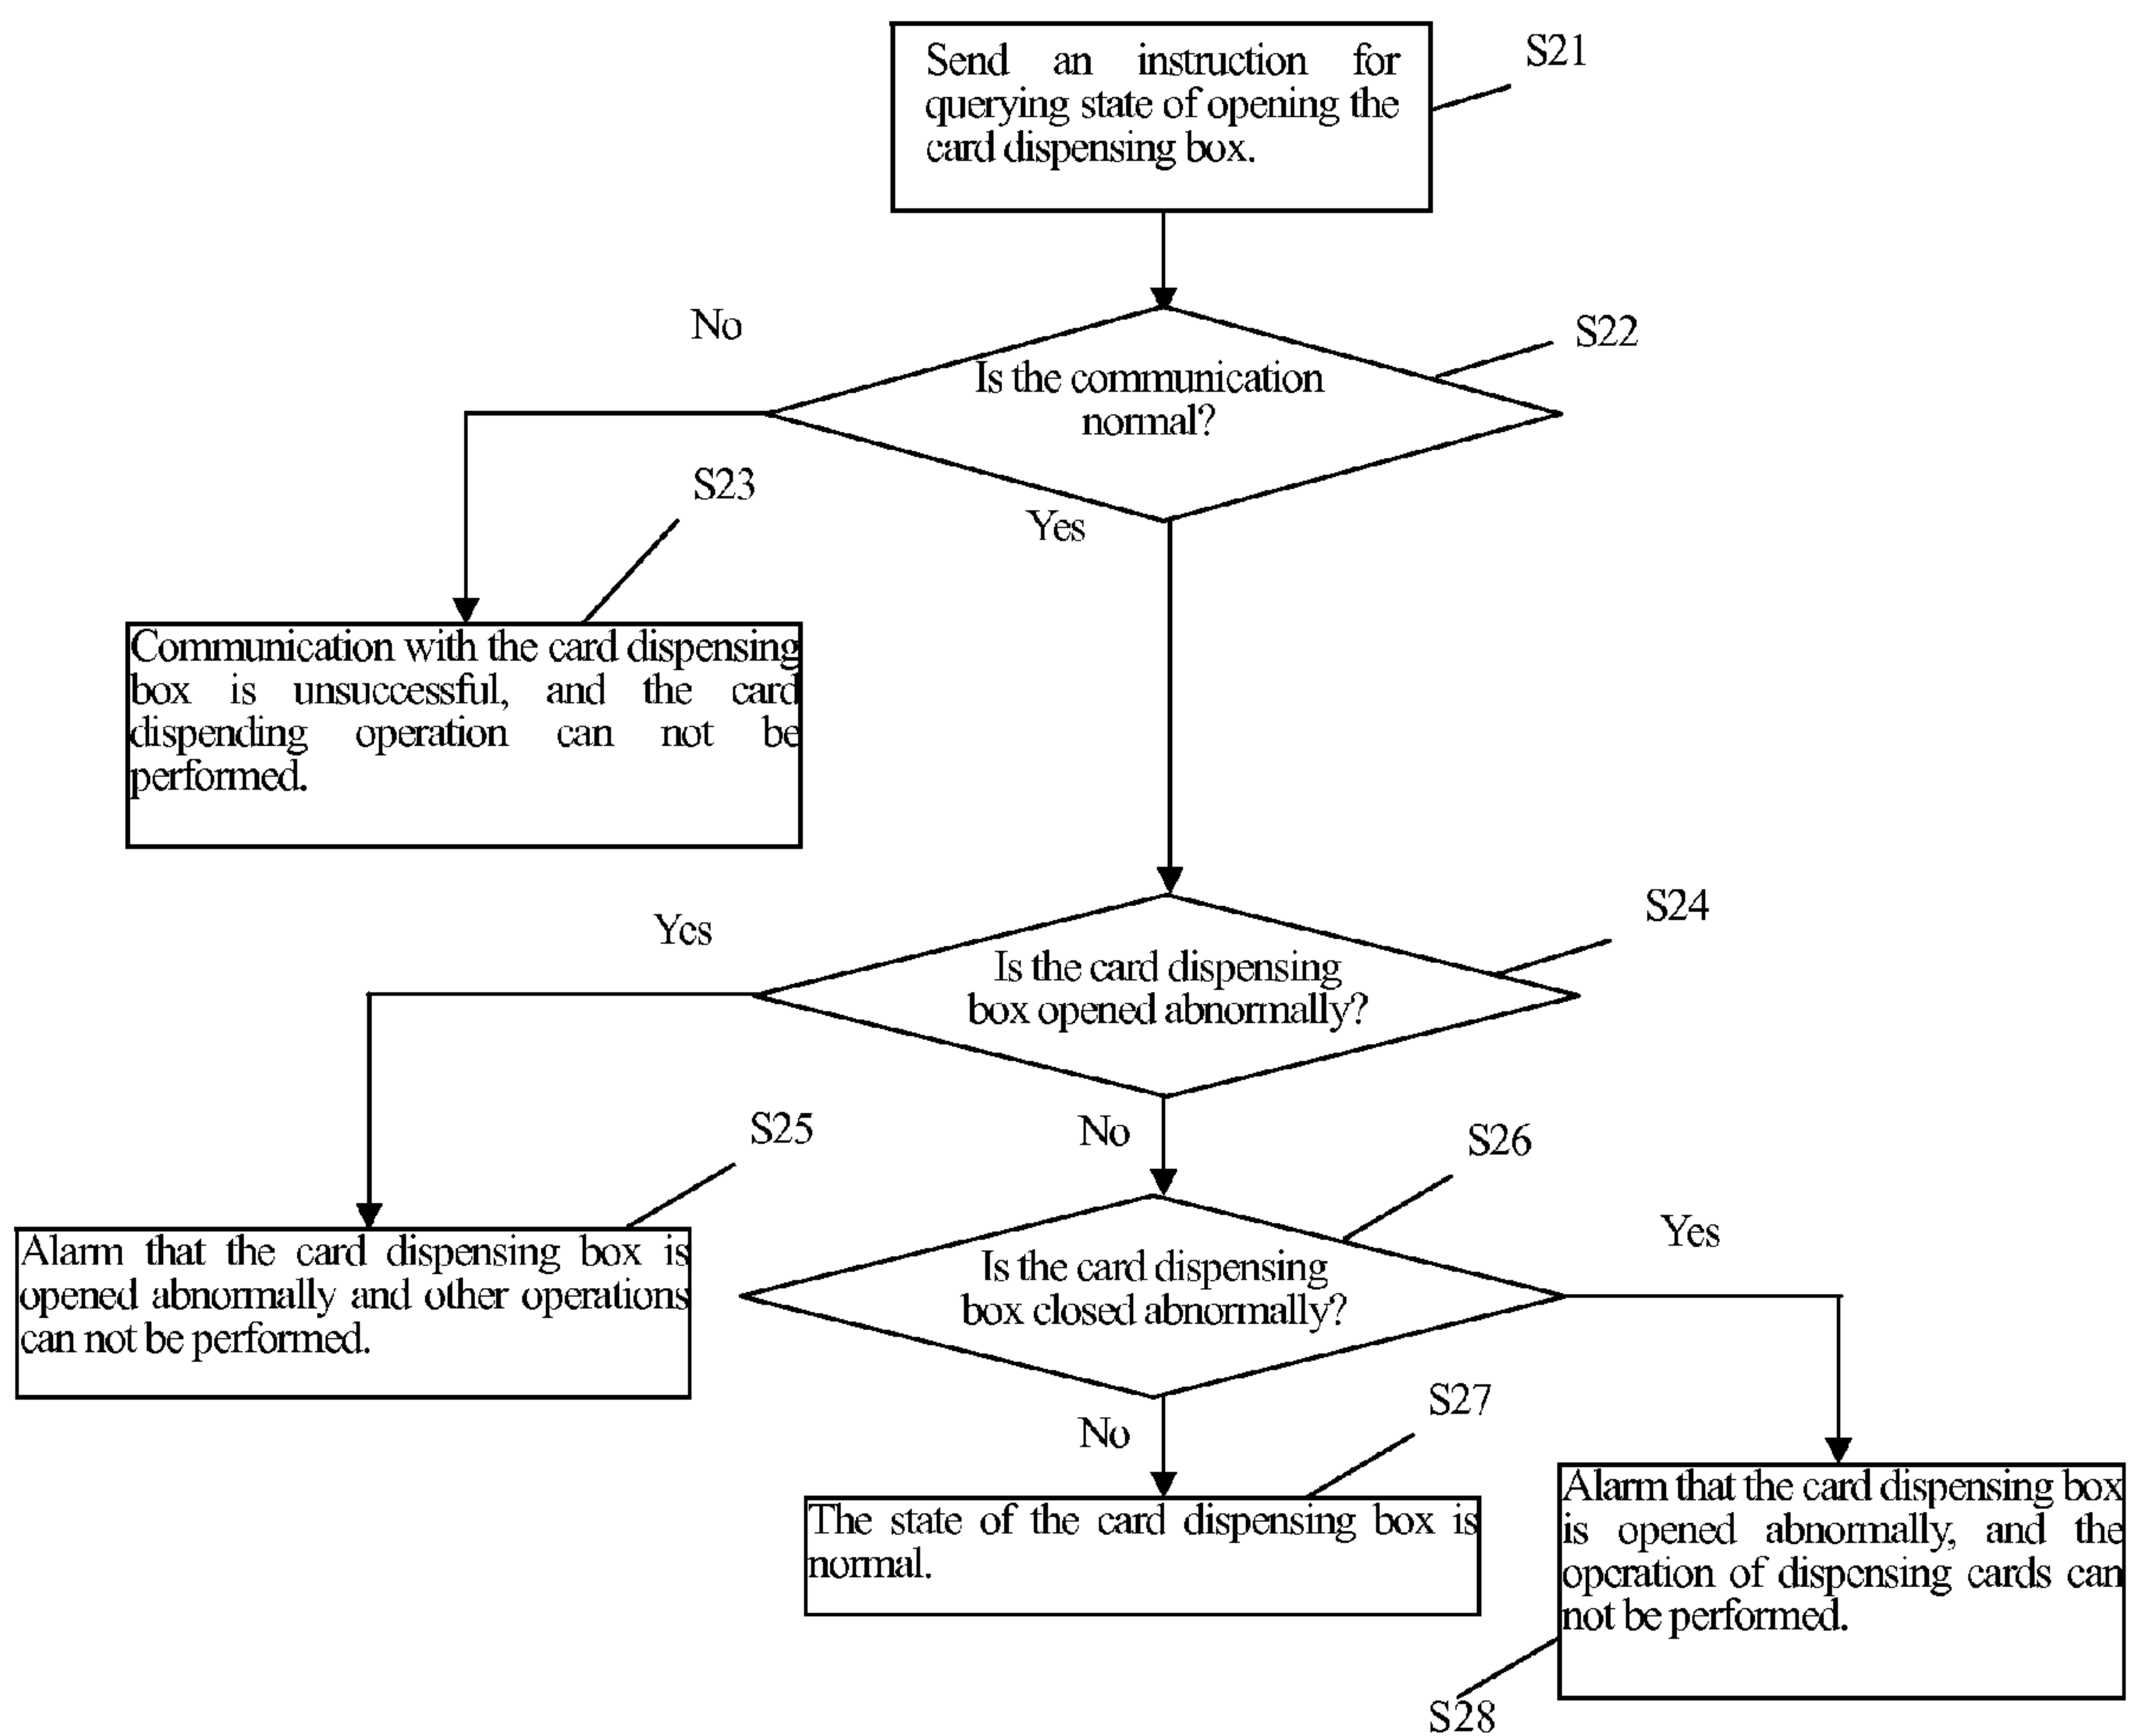 Send an instruction for
querying state of opening the
card dispensing box.
S21
No
Is the communication
normal?
S22
S23
Yes
Communication with the card dispensing
box is unsuccessful, and the card
dispending operation can not be
performed.
Yes
Is the card dispensing
box opened abnormally?
S24
S25
No
S26
Alarm that the card dispensing box is
opened abnormally and other operations
can not be performed.
Is the card dispensing
box closed abnormally?
Yes
No
S27
The state of the card dispensing box is
normal.
Alarm that the card dispensing box
is opened abnormally, and the
operation of dispensing cards can
not be performed.
S28